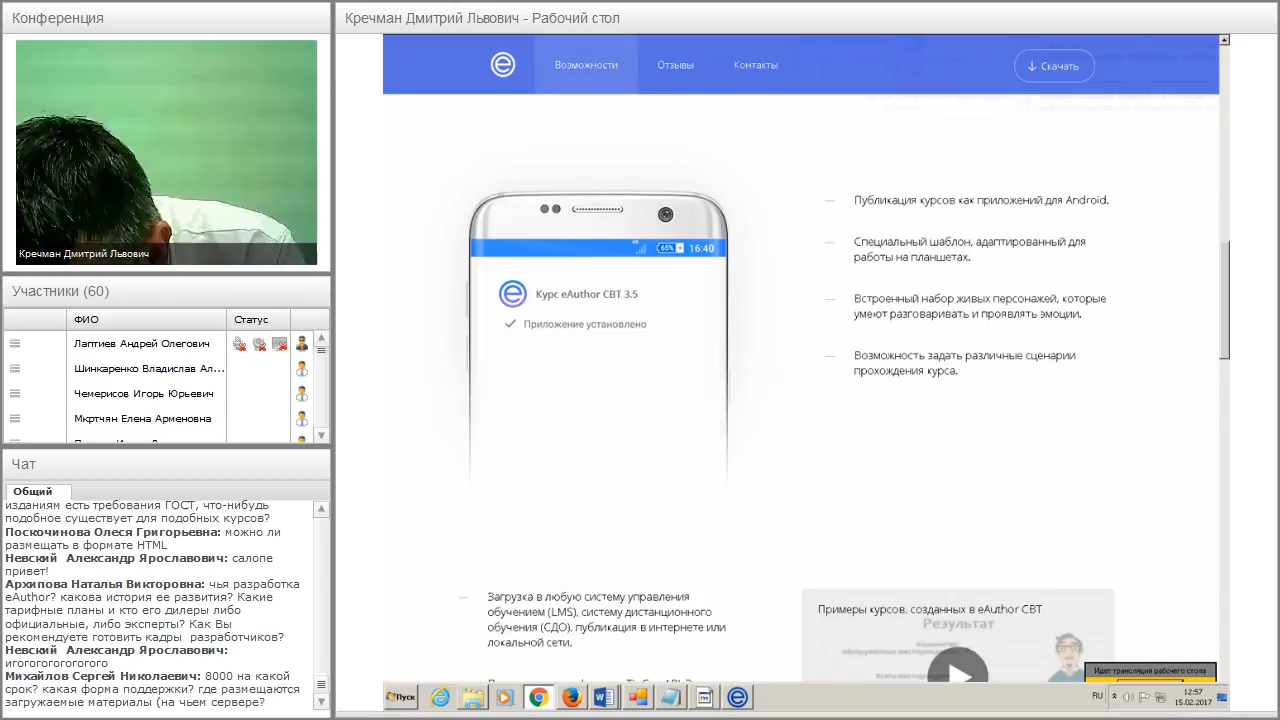 Конференция
Кречман Дмитрий Львович
Участники (60)
ФИО
Статус
Лаптиев Андрей Олегович
Шинкаренко Владислав Ал...
Чемерисов Игорь Юрьевич
Мкртчян Елена Арменовна
Чат
Общий
изданиям есть требования ГОСТ, что-нибудь
подобное существует для подобных курсов?
Поскочинова Олеся Григорьевна: можно ли
размещать в формате HTML
Невский Александр Ярославович: салопе
привет!
Архипова Наталья Викторовна: чья разработка
eAuthor? какова история ее развития? Какие
тарифные планы и кто его дилеры либо
официальные, либо эксперты? Как Вы
рекомендуете готовить кадры разработчиков?
Невский Александр Ярославович:
игогогогогогого
Михайлов Сергей Николаевич: 8000 на какой
срок? какая форма поддержки? размещаются
загружаемые материалы (на чьем сервере?
Кречман Дмитрий Львович - Рабочий стол
Возможности
Отзывы
Контакты
Скачать
4G
65%
16:40
Курс eAuthor CBT 3.5
Приложение установлено
Публикация курсов как приложений для Android.
Специальный шаблон, адаптированный для
работы на планшетах.
Встроенный набор живых персонажей, которые
умеют разговаривать и проявлять эмоции.
Возможность задать различные сценарии
прохождения курса.
Загрузка в любую систему управления
обучением (LMS), систему дистанционного
обучения (СДО), публикация в интернете или
локальной сети.
Примеры курсов, созданных в eAuthor CBT
Результат
Идет трансляция рабочего стола
Пуск
RU
12:57
15.02.2017